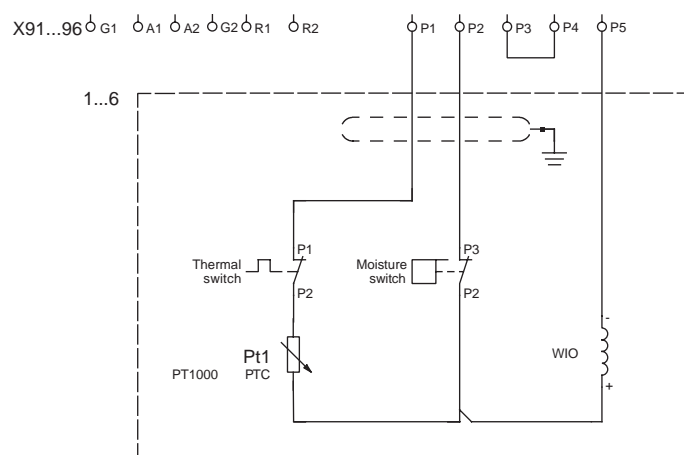 X91...96 G1 A1 A2 G2 R1 R2 P1 P2 P3 P4 P5
1...6
Thermal
switch
P1
P2
Moisture
switch
P3
P2
Pt1
PT1000 PTC
WIO
-
+